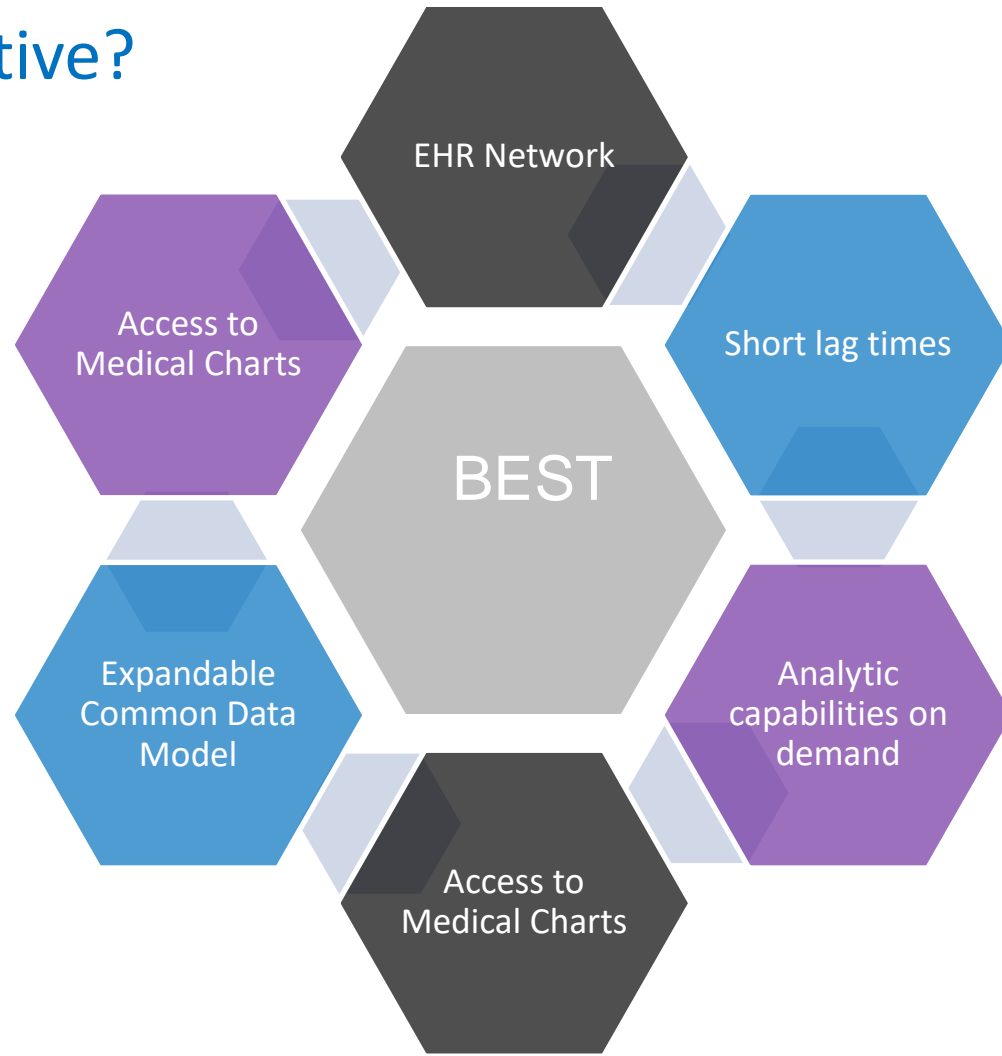 tive?
EHR Network
Access to
Medical Charts
Short lag times
BEST
Expandable
Common Data
Model
Analytic
capabilities on
demand
Access to
Medical Charts